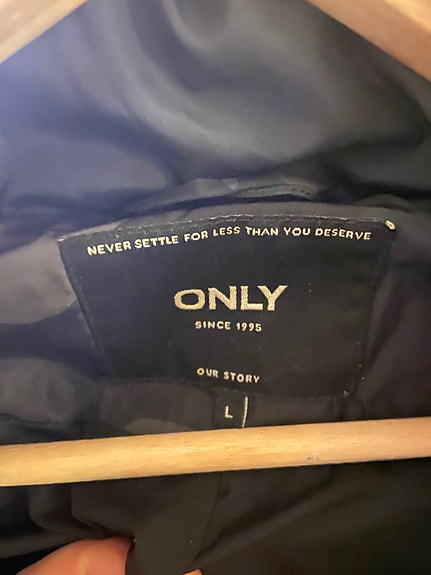 NEVER SETTLE FOR LESS THAN YOU DESERVE
ONLY
SINCE 1995
OUR STORY
L